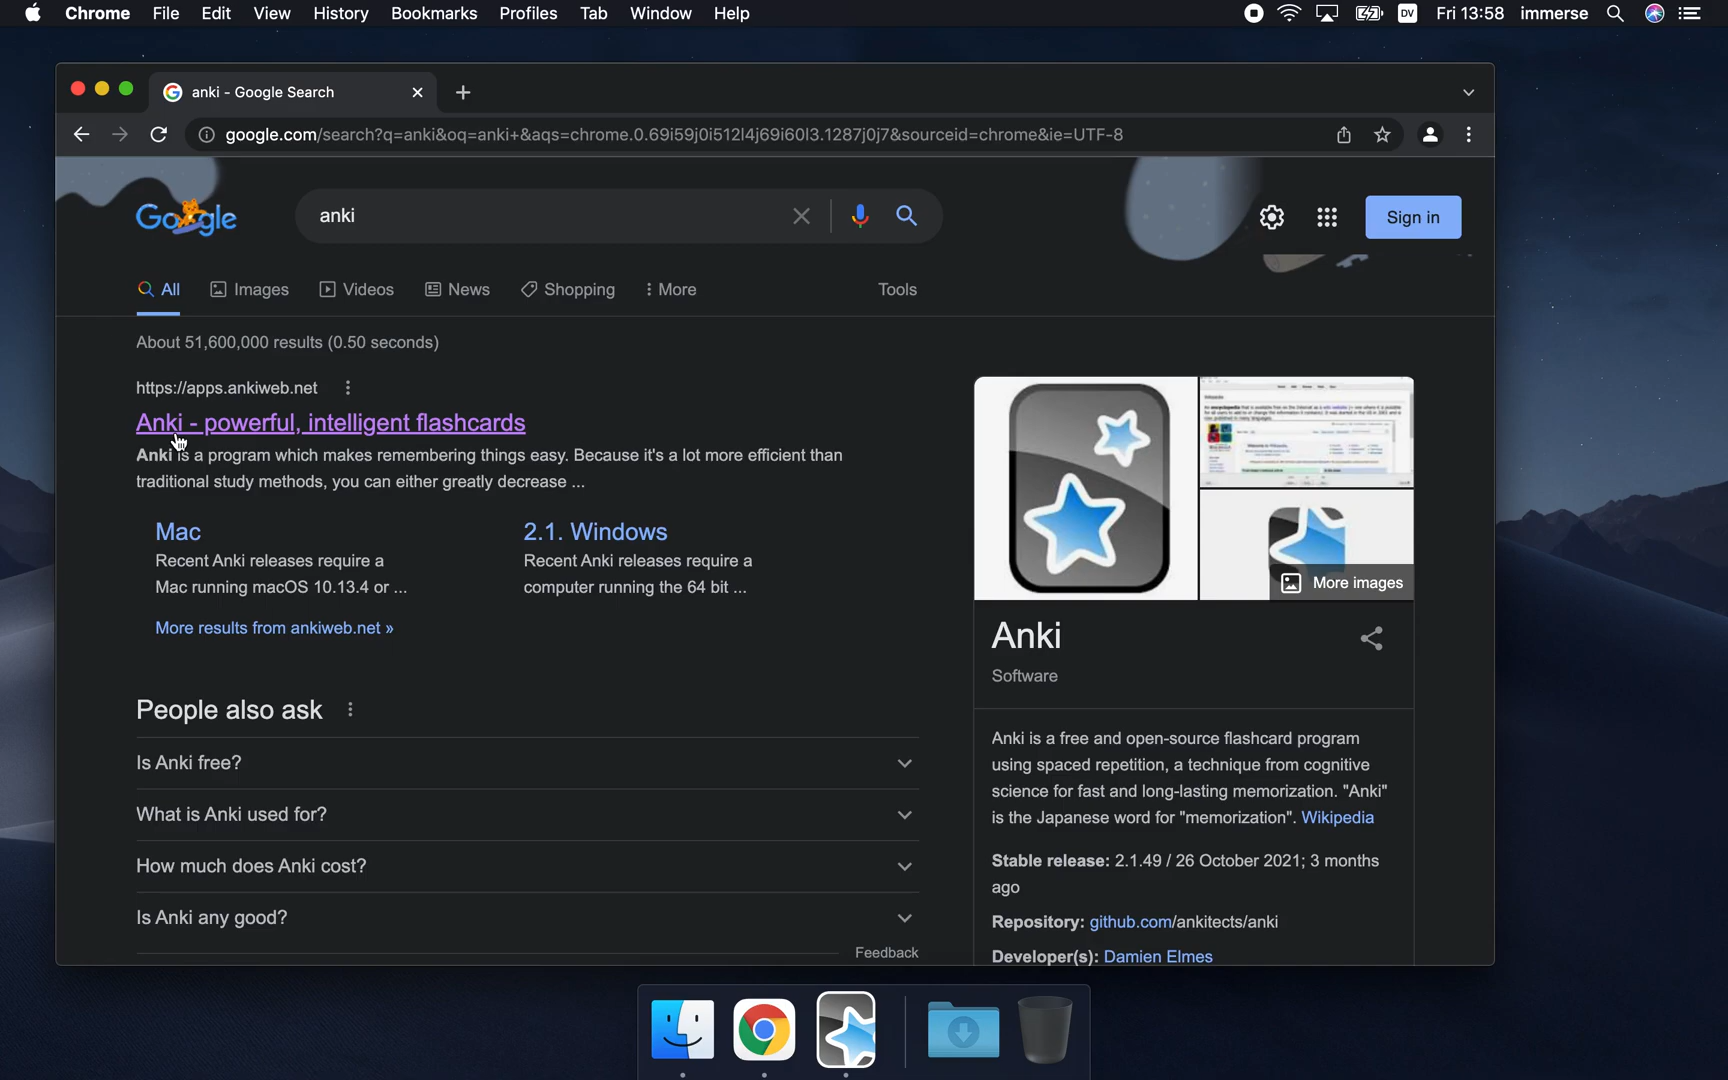 Chrome File Edit View History Bookmarks Profiles Tab Window Help DV Fri 13:58 immerse
anki - Google Search
google.com/search?q=anki&oq=anki+&aqs=chrome.0.69i59j0i512l4j69i60l3.1287j0j7&sourceid=chrome&ie=UTF-8
Google
anki
Sign in
All Images Videos News Shopping More Tools
About 51,600,000 results (0.50 seconds)
https://apps.ankiweb.net
Anki - powerful, intelligent flashcards
Anki is a program which makes remembering things easy. Because it's a lot more efficient than
traditional study methods, you can either greatly decrease ...
Mac
Recent Anki releases require a
Mac running macOS 10.13.4 or ...
2.1. Windows
Recent Anki releases require a
computer running the 64 bit ...
More results from ankiweb.net »
People also ask
Is Anki free?
What is Anki used for?
How much does Anki cost?
Is Anki any good?
Feedback
More images
Anki
Software
Anki is a free and open-source flashcard program
using spaced repetition, a technique from cognitive
science for fast and long-lasting memorization. "Anki"
is the Japanese word for "memorization". Wikipedia
Stable release: 2.1.49 / 26 October 2021; 3 months
ago
Repository: github.com/ankitects/anki
Developer(s): Damien Elmes